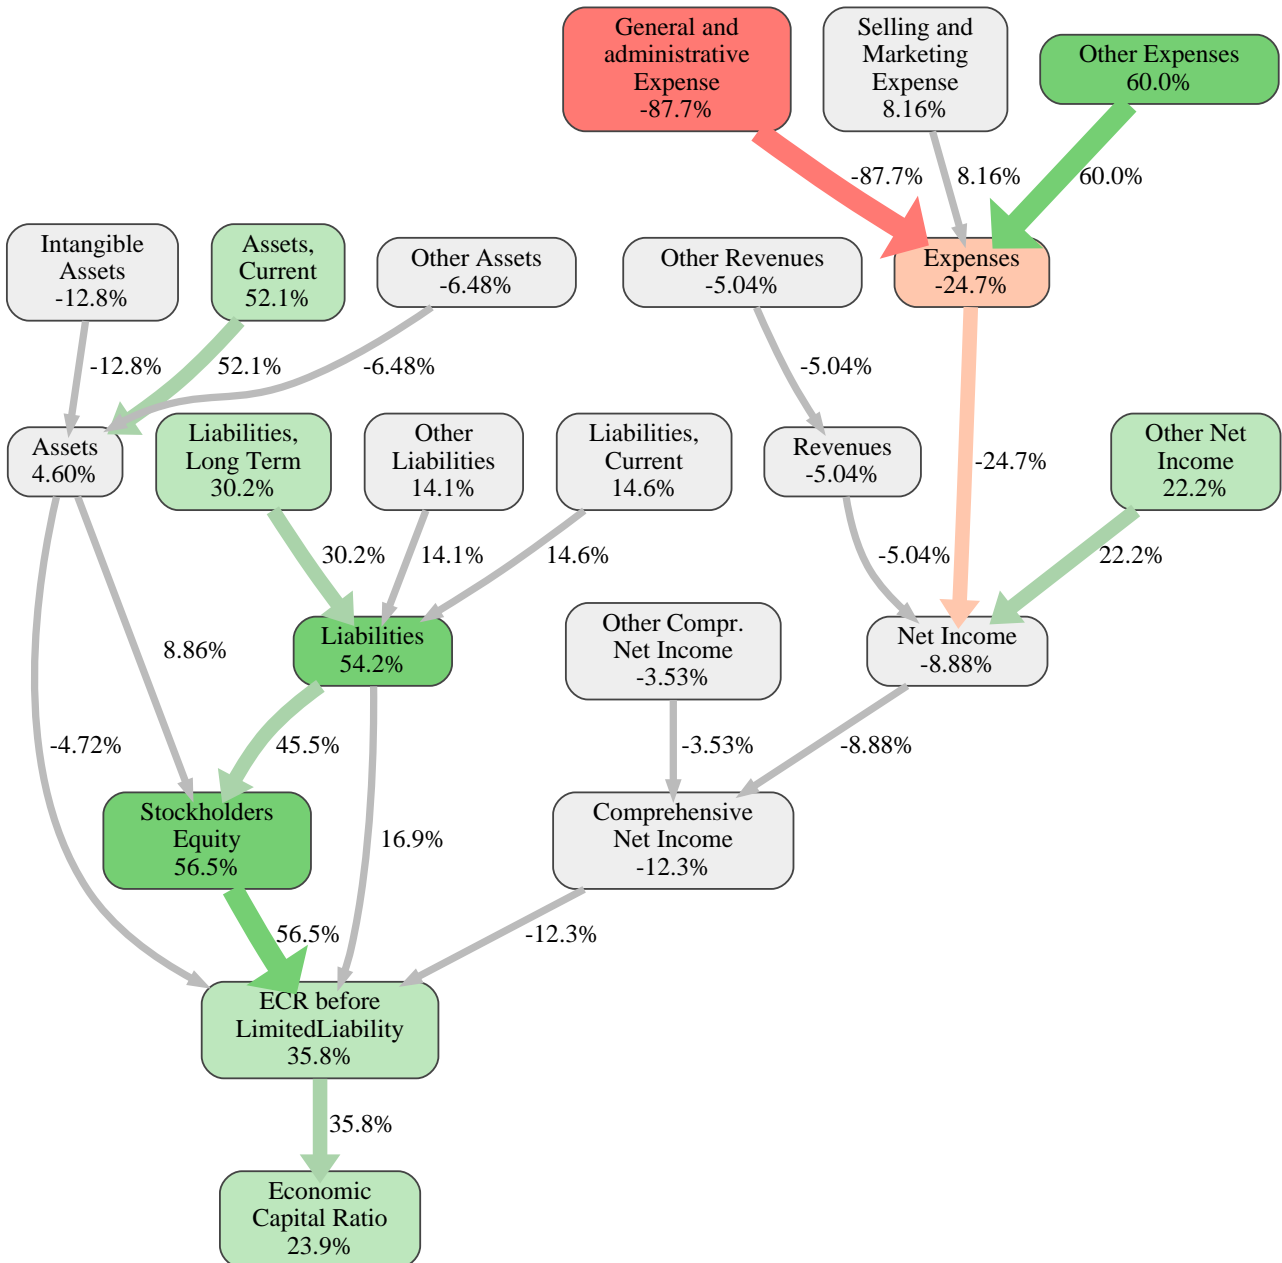 General and
administrative
Expense
-87.7%
Selling and
Marketing
Expense
8.16%
Other Expenses
60.0%
-87.7%
8.16%
60.0%
Intangible
Assets
-12.8%
Assets,
Current
52.1%
Other Assets
-6.48%
Other Revenues
-5.04%
Expenses
-24.7%
-12.8%
52.1%
-6.48%
-5.04%
-24.7%
Assets
4.60%
Liabilities,
Long Term
30.2%
Other
Liabilities
14.1%
Liabilities,
Current
14.6%
Revenues
-5.04%
Other Net
Income
22.2%
30.2%
14.1%
14.6%
-5.04%
22.2%
8.86%
Liabilities
54.2%
Other Compr.
Net Income
-3.53%
Net Income
-8.88%
-4.72%
45.5%
-3.53%
-8.88%
Stockholders
Equity
56.5%
16.9%
Comprehensive
Net Income
-12.3%
56.5%
-12.3%
ECR before
LimitedLiability
35.8%
35.8%
Economic
Capital Ratio
23.9%